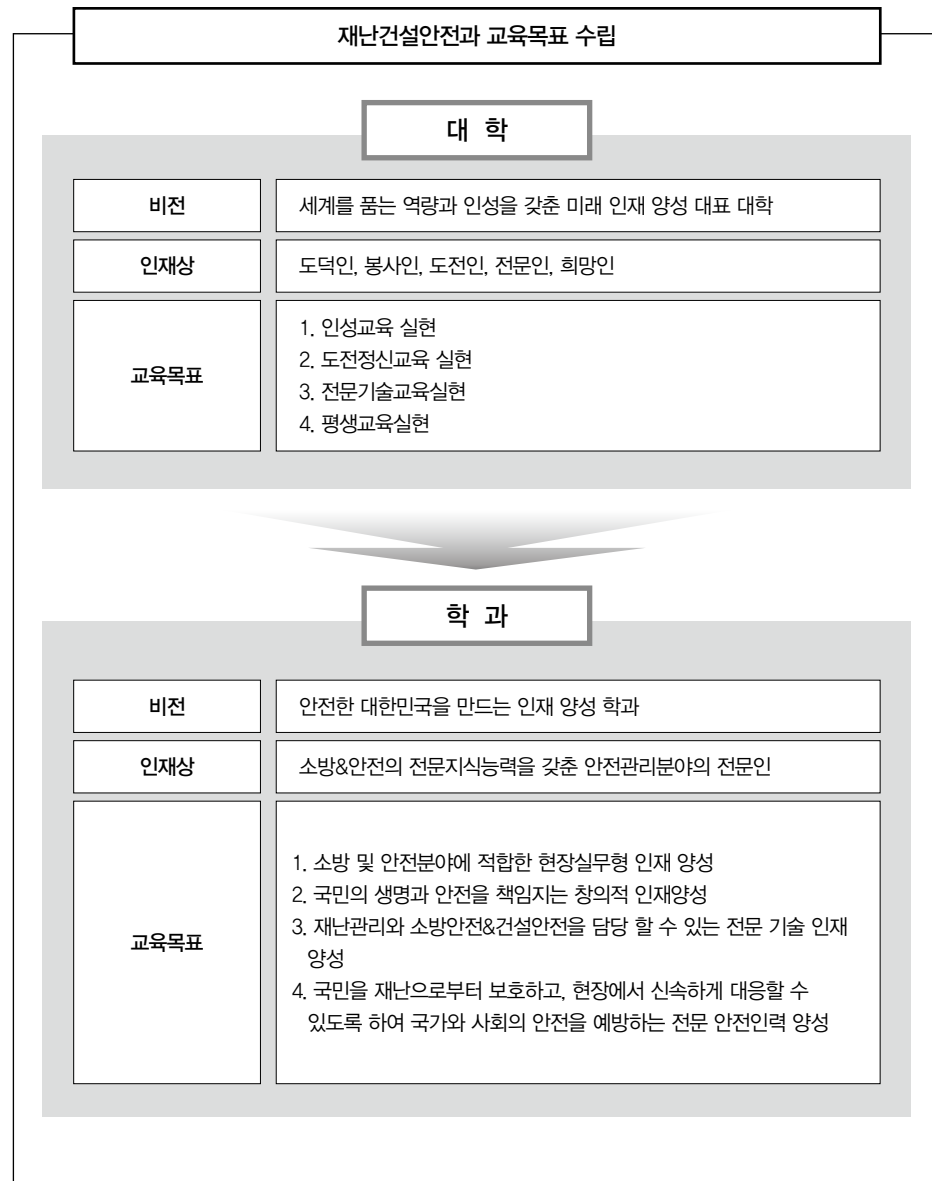 재난건설안전과 교육목표 수립
대 학
비전
세계를 품는 역량과 인성을 갖춘 미래 인재 양성 대표 대학
인재상
도덕인, 봉사인, 도전인, 전문인, 희망인
교육목표
1. 인성교육 실현
2. 도전정신교육 실현
3. 전문기술교육실현
4. 평생교육실현
학 과
비전
안전한 대한민국을 만드는 인재 양성 학과
인재상
소방&안전의 전문지식능력을 갖춘 안전관리분야의 전문인
교육목표
1. 소방 및 안전분야에 적합한 현장실무형 인재 양성
2. 국민의 생명과 안전을 책임지는 창의적 인재양성
3. 재난관리와 소방안전&건설안전을 담당 할 수 있는 전문 기술 인재
양성
4. 국민을 재난으로부터 보호하고, 현장에서 신속하게 대응할 수
있도록 하여 국가와 사회의 안전을 예방하는 전문 안전인력 양성